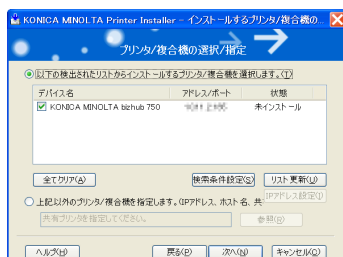 KONICA MINOLTA Printer Installer - インストールするプリンタ/複合機の...
プリンタ/複合機の選択/指定
以下の検出されたリストからインストールするプリンタ/複合機を選択します。(T)
デバイス名 アドレス/ポート 状態
KONICA MINOLTA bizhub 750 未インストール
全てクリア(A) 検索条件設定(S) リスト更新(U)
上記以外のプリンタ/複合機を指定します。(IPアドレス、ホスト名、共 IPアドレス設定(I)
共有プリンタを指定してください。 参照(R)
ヘルプ(H) 戻る(P) 次へ(N) キャンセル(C)